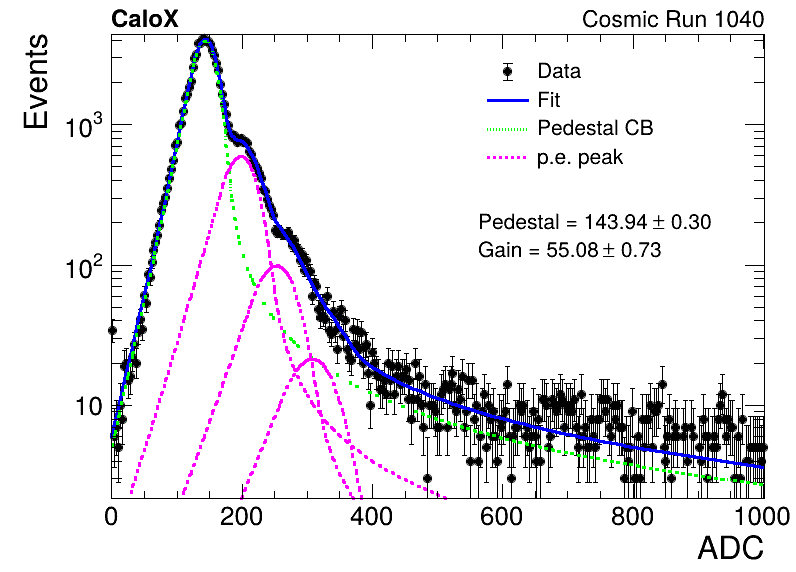 CaloX Cosmic Run 1040
Events
Data
Fit
Pedestal CB
p.e. peak
Pedestal = 143.94 ± 0.30
Gain = 55.08 ± 0.73
10³
10²
10
0 200 400 600 800 1000
ADC